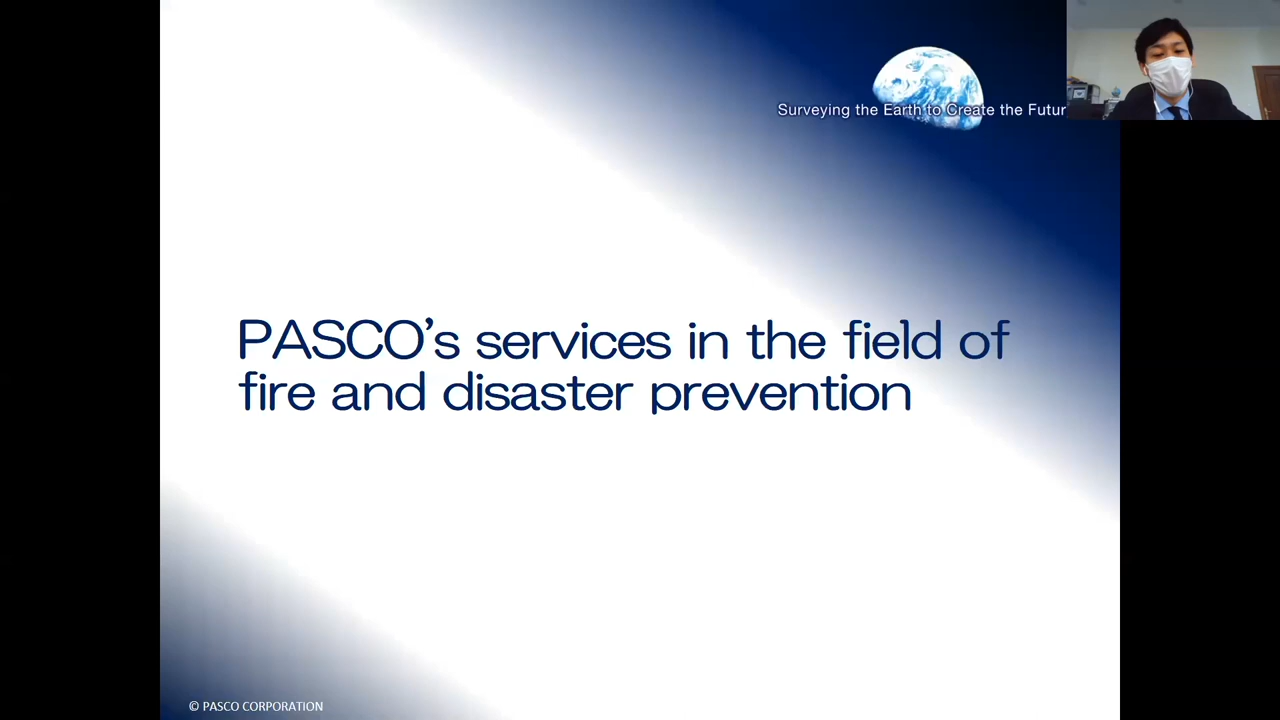 Surveying the Earth to Create the Futur
PASCO’s services in the field of
fire and disaster prevention
© PASCO CORPORATION